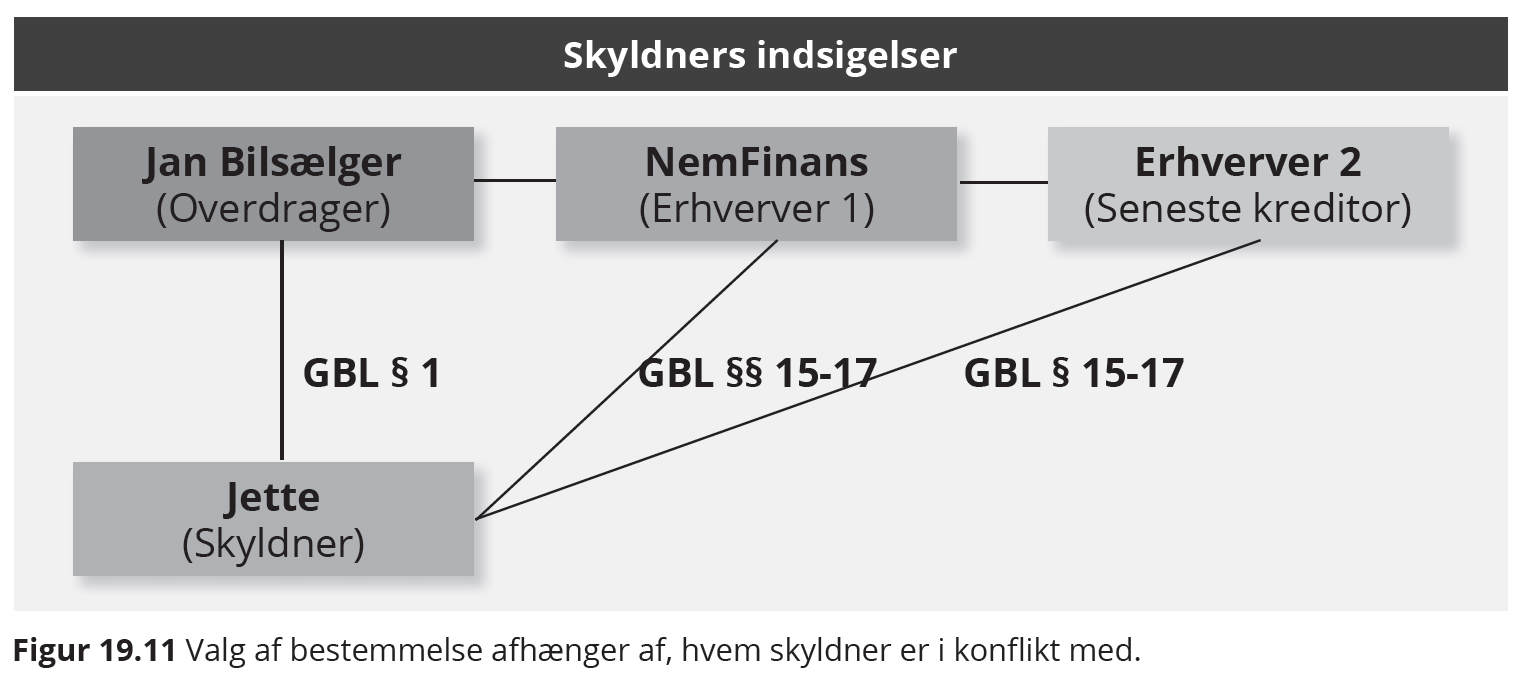 Skyldners indsigelser
Jan Bilsælger
(Overdrager)
NemFinans
(Erhverver 1)
Erhverver 2
(Seneste kreditor)
GBL § 1
GBL §§ 15-17
GBL § 15-17
Jette
(Skyldner)
Figur 19.11 Valg af bestemmelse afhænger af, hvem skyldner er i konflikt med.